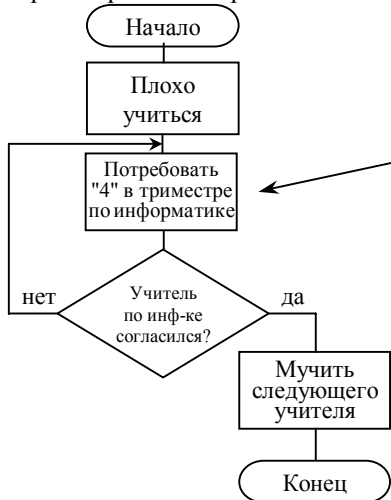 Начало
Плохо
учиться
Потребовать
"4" в триместре
по информатике
нет
Учитель
по инф-ке
согласился?
да
Мучить
следующего
учителя
Конец